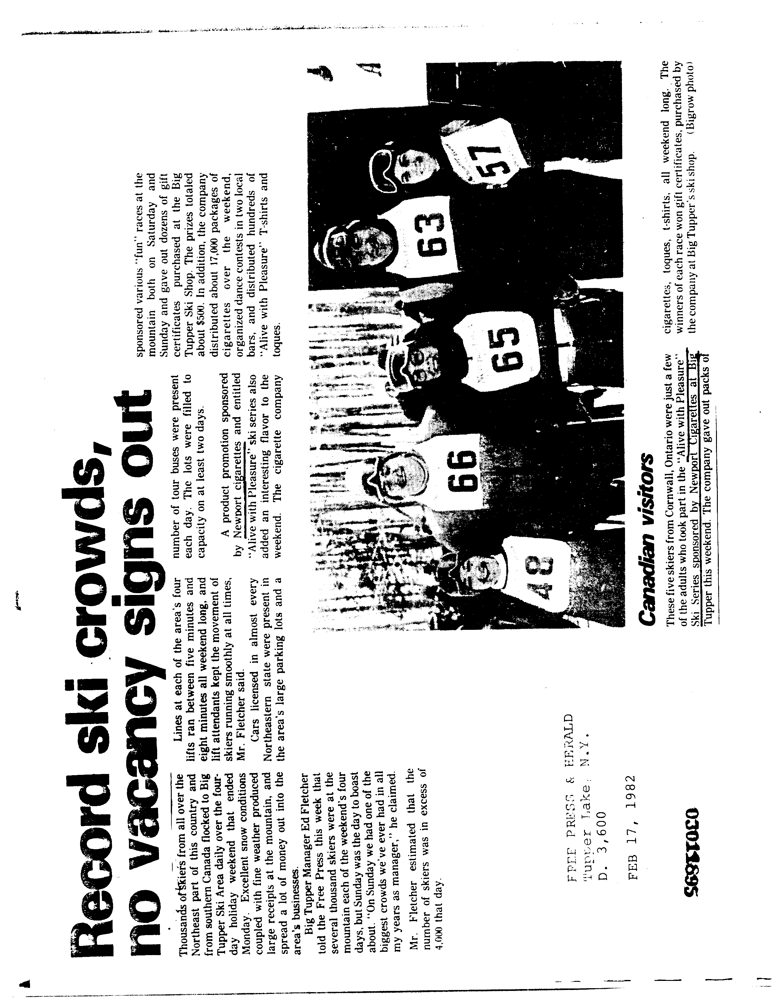 Record ski crowds,
no vacancy signs out
Thousands of skiers from all over the
Northeast part of this country and
from southern Canada flocked to Big
Tupper Ski Area daily over the four-
day holiday weekend that ended
Monday. Excellent snow conditions
coupled with fine weather produced
large receipts at the mountain, and
spread a lot of money out into the
area's businesses.
Big Tupper Manager Ed Fletcher
told the Free Press this week that
several thousand skiers were at the
mountain each of the weekend's four
days, but Sunday was the day to boast
about. "On Sunday we had one of the
biggest crowds we've ever had in all
my years as manager," he claimed.
Mr. Fletcher estimated that the
number of skiers was in excess of
4,000 that day.
Lines at each of the area's four
lifts ran between five minutes and
eight minutes all weekend long, and
lift attendants kept the movement of
skiers running smoothly at all times,
Mr. Fletcher said.
Cars licensed in almost every
Northeastern state were present in
the area's large parking lots and a
number of tour buses were present
each day. The lots were filled to
capacity on at least two days.
A product promotion sponsored
by Newport cigarettes and entitled
"Alive with Pleasure" ski series also
added an interesting flavor to the
weekend. The cigarette company
sponsored various "fun" races at the
mountain both on Saturday and
Sunday and gave out dozens of gift
certificates purchased at the Big
Tupper Ski Shop. The prizes totaled
about $500. In addition, the company
distributed about 17,000 packages of
cigarettes over the weekend,
organized dance contests in two local
bars, and distributed hundreds of
"Alive with Pleasure" T-shirts and
toques.
48
66
65
63
57
Canadian visitors
These five skiers from Cornwall, Ontario were just a few
of the adults who took part in the "Alive with Pleasure"
Ski Series sponsored by Newport Cigarettes at Big
Tupper this weekend. The company gave out packs of
cigarettes, toques, t-shirts, all weekend long. The
winners of each race won gift certificates, purchased by
the company at Big Tupper's ski shop. (Bigrow photo)
FREE PRESS & HERALD
Tupper Lake, N.Y.
D. 3,600
FEB 17, 1982
03011695